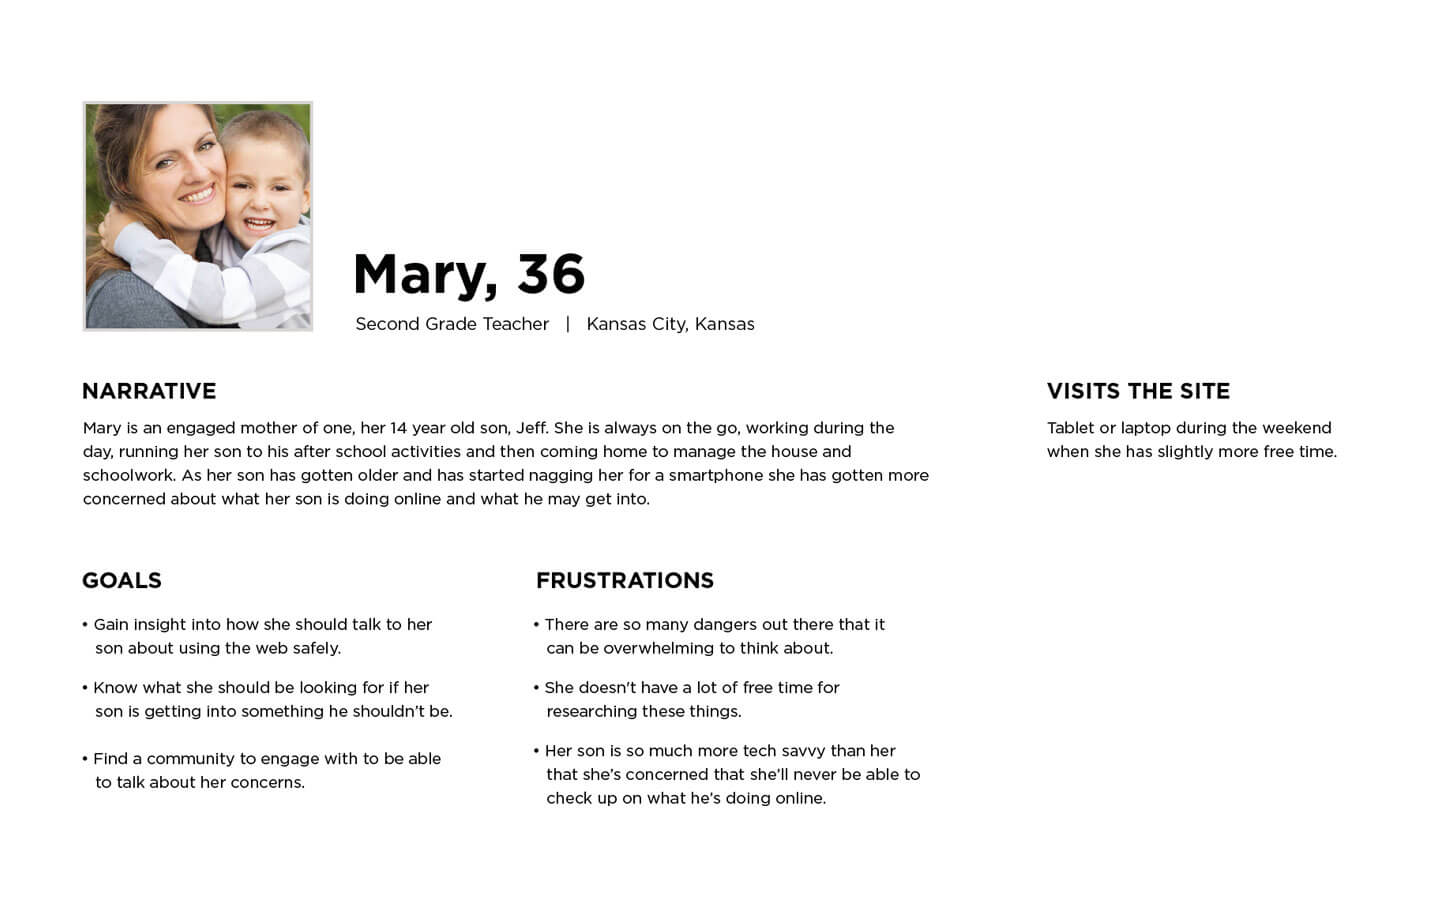 Mary, 36
Second Grade Teacher | Kansas City, Kansas
NARRATIVE
Mary is an engaged mother of one, her 14 year old son, Jeff. She is always on the go, working during the
day, running her son to his after school activities and then coming home to manage the house and
schoolwork. As her son has gotten older and has started nagging her for a smartphone she has gotten more
concerned about what her son is doing online and what he may get into.
VISITS THE SITE
Tablet or laptop during the weekend
when she has slightly more free time.
GOALS
• Gain insight into how she should talk to her
son about using the web safely.
• Know what she should be looking for if her
son is getting into something he shouldn’t be.
• Find a community to engage with to be able
to talk about her concerns.
FRUSTRATIONS
• There are so many dangers out there that it
can be overwhelming to think about.
• She doesn't have a lot of free time for
researching these things.
• Her son is so much more tech savvy than her
that she’s concerned that she’ll never be able to
check up on what he’s doing online.